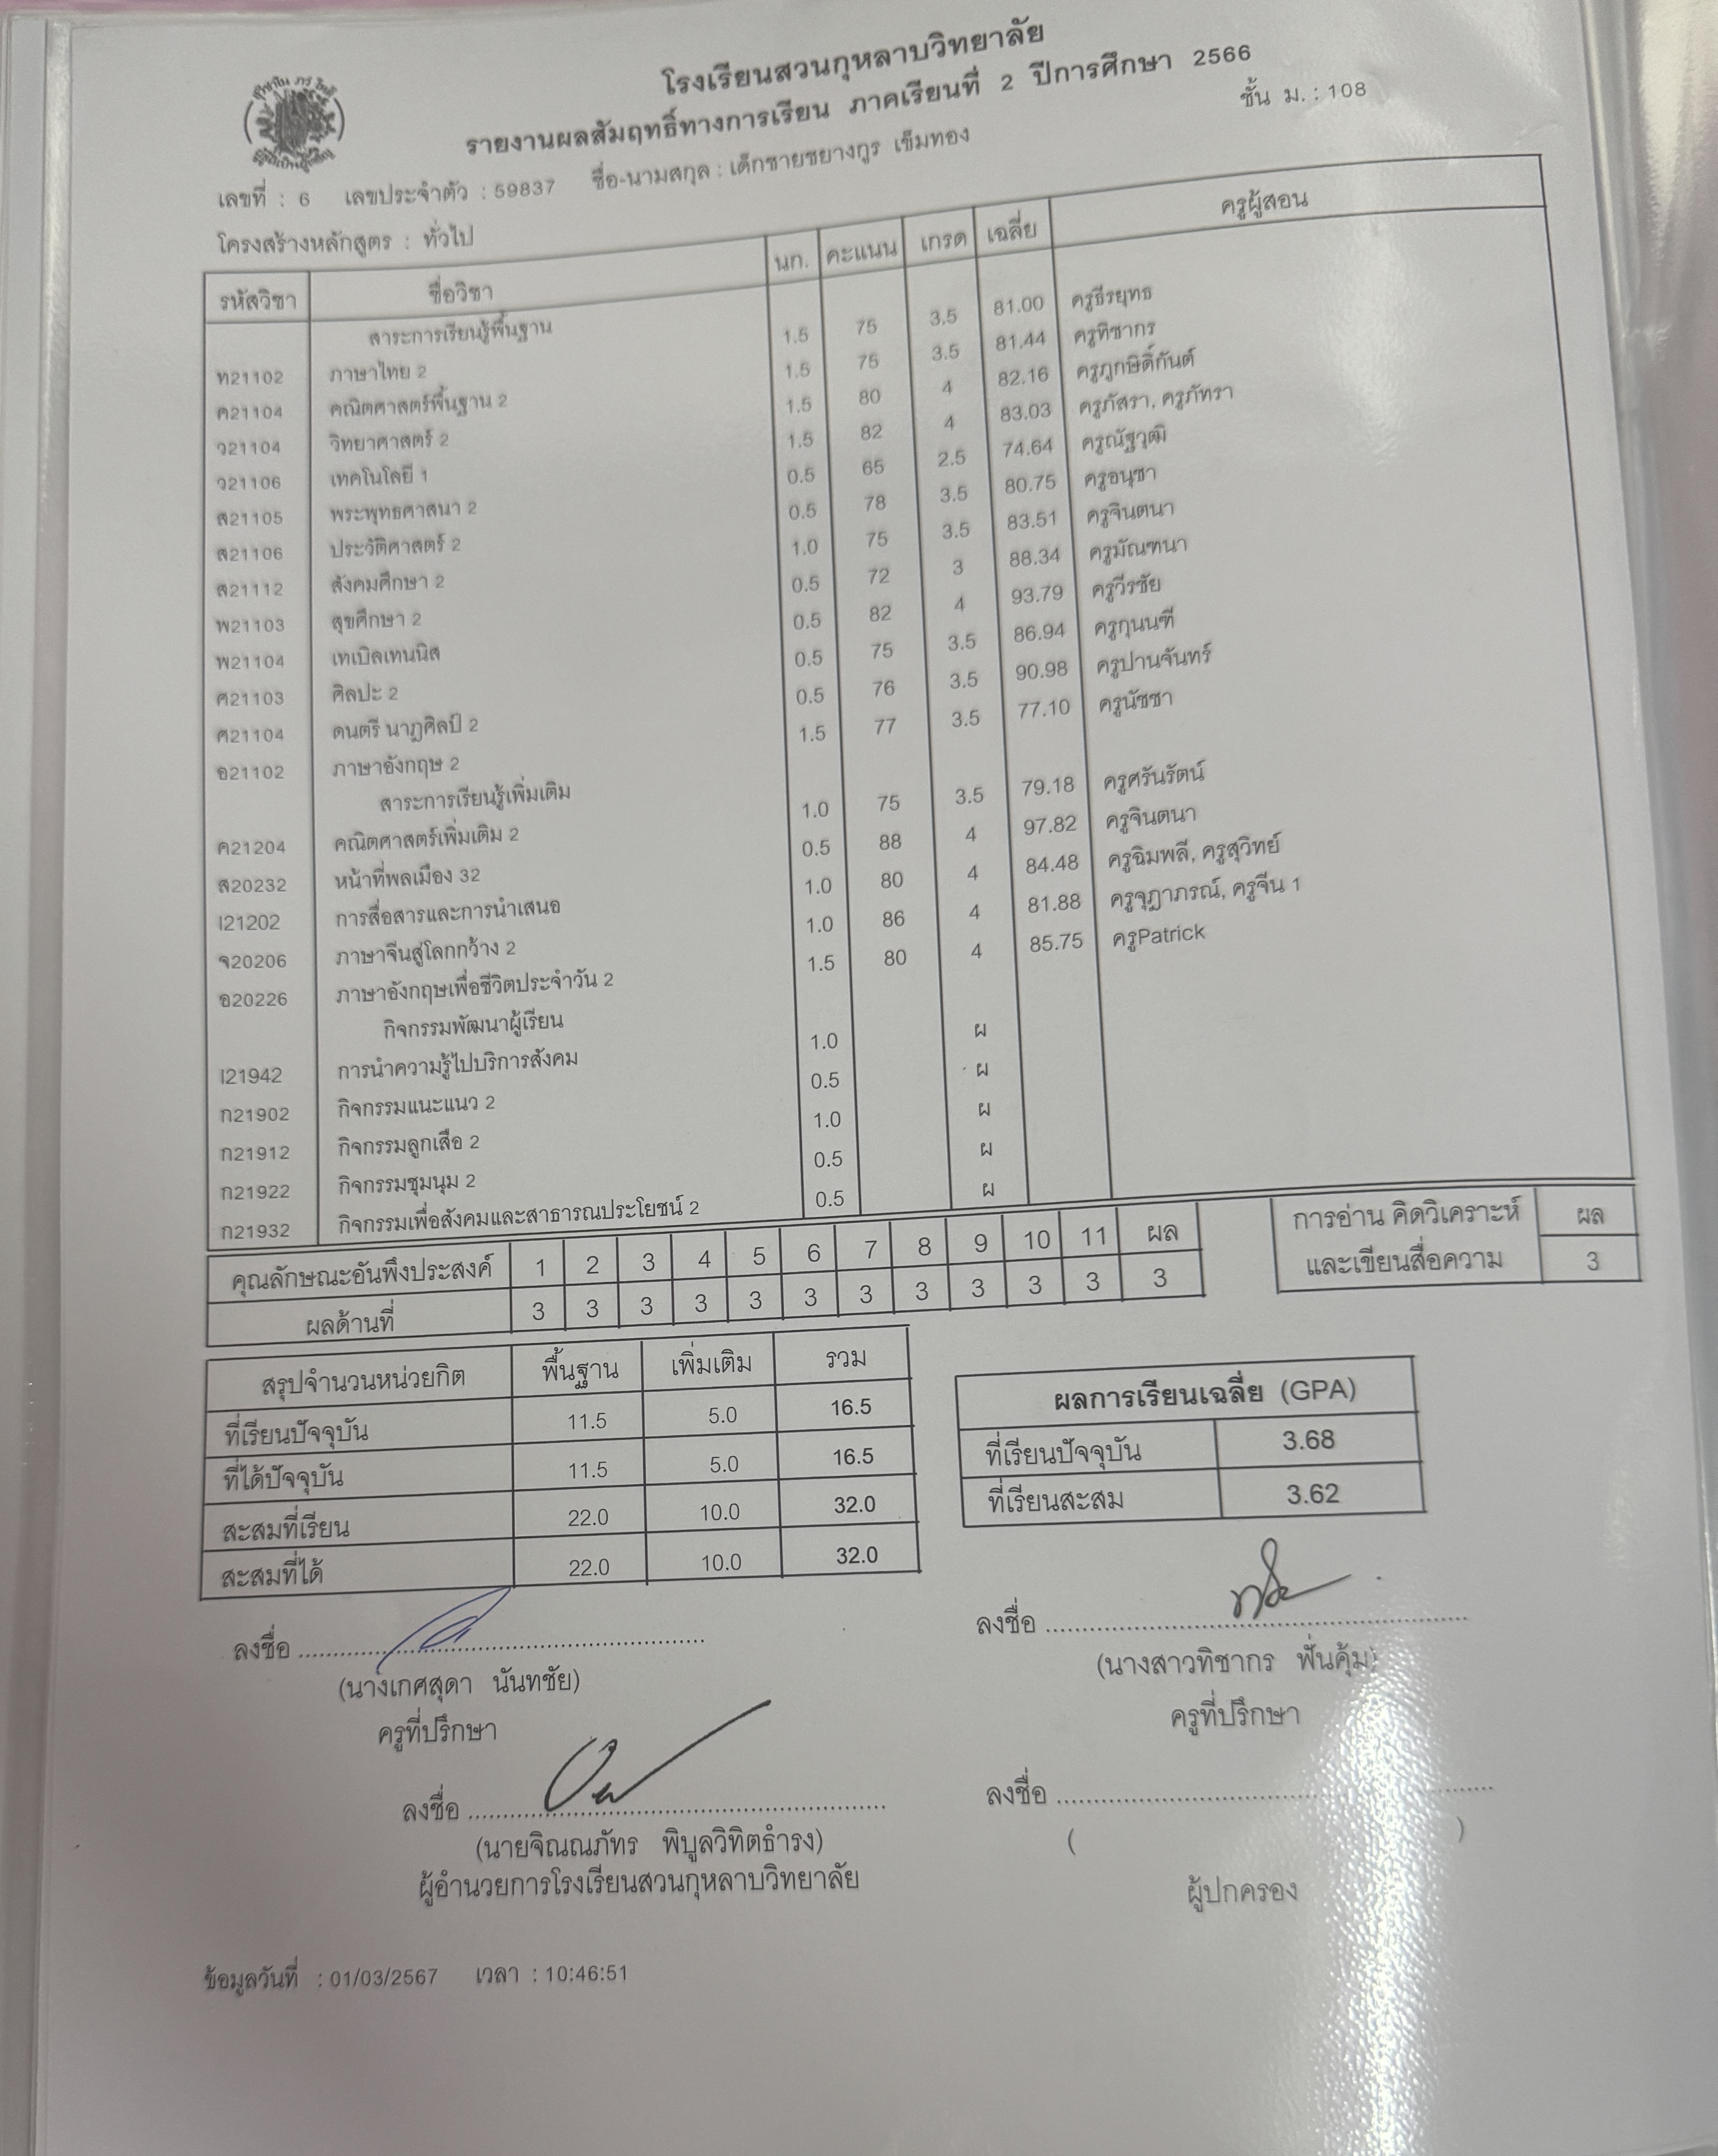 โรงเรียนสวนกุหลาบวิทยาลัย
รายงานผลสัมฤทธิ์ทางการเรียน ภาคเรียนที่ 2 ปีการศึกษา 2566
ชั้น ม. : 108
เลขที่ : 6 เลขประจำตัว : 59837 ชื่อ-นามสกุล : เด็กชายชยางกูร เข็มทอง
โครงสร้างหลักสูตร : ทั่วไป
รหัสวิชา ชื่อวิชา นก. คะแนน เกรด เฉลี่ย ครูผู้สอน
สาระการเรียนรู้พื้นฐาน
ท21102 ภาษาไทย 2 1.5 75 3.5 81.00 ครูธีรยุทธ
ค21104 คณิตศาสตร์พื้นฐาน 2 1.5 75 3.5 81.44 ครูทิชากร
ว21104 วิทยาศาสตร์ 2 1.5 80 4 82.16 ครูภูกษิดิ์กันต์
ว21106 เทคโนโลยี 1 1.5 82 4 83.03 ครูภัสรา, ครูภัทรา
ส21105 พระพุทธศาสนา 2 0.5 65 2.5 74.64 ครูณัฐวุฒิ
ส21106 ประวัติศาสตร์ 2 0.5 78 3.5 80.75 ครูอนุชา
ส21112 สังคมศึกษา 2 1.0 75 3.5 83.51 ครูจินตนา
พ21103 สุขศึกษา 2 0.5 72 3 88.34 ครูมัณฑนา
พ21104 เทเบิลเทนนิส 0.5 82 4 93.79 ครูวีรชัย
ศ21103 ศิลปะ 2 0.5 75 3.5 86.94 ครูกุนนฑี
ศ21104 ดนตรี นาฏศิลป์ 2 0.5 76 3.5 90.98 ครูปานจันทร์
อ21102 ภาษาอังกฤษ 2 1.5 77 3.5 77.10 ครูนัชชา
สาระการเรียนรู้เพิ่มเติม
ค21204 คณิตศาสตร์เพิ่มเติม 2 1.0 75 3.5 79.18 ครูศรันรัตน์
ส20232 หน้าที่พลเมือง 32 0.5 88 4 97.82 ครูจินตนา
I21202 การสื่อสารและการนำเสนอ 1.0 80 4 84.48 ครูฉิมพลี, ครูสุวิทย์
จ20206 ภาษาจีนสู่โลกกว้าง 2 1.0 86 4 81.88 ครูจุฎาภรณ์, ครูจีน 1
อ20226 ภาษาอังกฤษเพื่อชีวิตประจำวัน 2 1.5 80 4 85.75 ครูPatrick
กิจกรรมพัฒนาผู้เรียน
I21942 การนำความรู้ไปบริการสังคม 1.0 ผ
ก21902 กิจกรรมแนะแนว 2 0.5 ผ
ก21912 กิจกรรมลูกเสือ 2 1.0 ผ
ก21922 กิจกรรมชุมนุม 2 0.5 ผ
ก21932 กิจกรรมเพื่อสังคมและสาธารณประโยชน์ 2 0.5 ผ
คุณลักษณะอันพึงประสงค์ 1 2 3 4 5 6 7 8 9 10 11 ผล
ผลด้านที่ 3 3 3 3 3 3 3 3 3 3 3 3
การอ่าน คิดวิเคราะห์ ผล
และเขียนสื่อความ 3
สรุปจำนวนหน่วยกิต พื้นฐาน เพิ่มเติม รวม
ที่เรียนปัจจุบัน 11.5 5.0 16.5
ที่ได้ปัจจุบัน 11.5 5.0 16.5
สะสมที่เรียน 22.0 10.0 32.0
สะสมที่ได้ 22.0 10.0 32.0
ผลการเรียนเฉลี่ย (GPA)
ที่เรียนปัจจุบัน 3.68
ที่เรียนสะสม 3.62
ลงชื่อ
(นางเกศสุดา นันทชัย)
ครูที่ปรึกษา
ลงชื่อ
(นางสาวทิชากร ฟั่นคุ้ม)
ครูที่ปรึกษา
ลงชื่อ
(นายจิณณภัทร พิบูลวิทิตธำรง)
ผู้อำนวยการโรงเรียนสวนกุหลาบวิทยาลัย
ลงชื่อ
( )
ผู้ปกครอง
ข้อมูลวันที่ : 01/03/2567 เวลา : 10:46:51